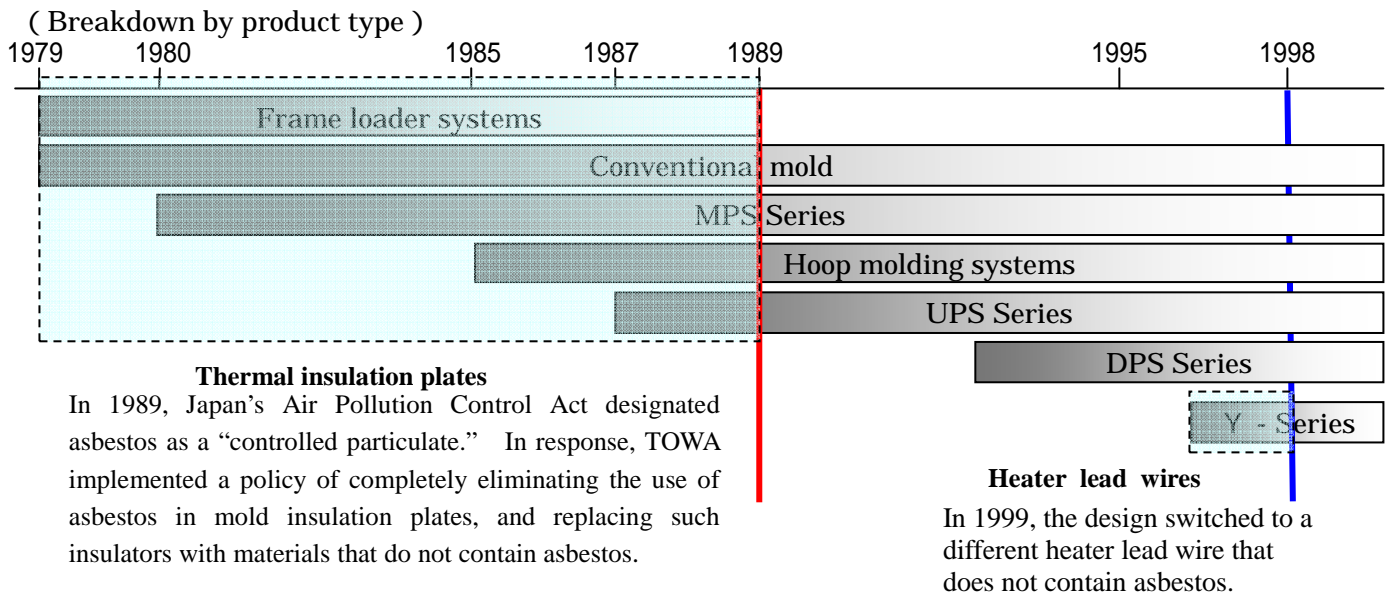 ( Breakdown by product type )
1979 1980 1985 1987 1989 1995 1998
Frame loader systems
Conventional mold
MPS Series
Hoop molding systems
UPS Series
DPS Series
Y - Series
Thermal insulation plates
In 1989, Japan’s Air Pollution Control Act designated
asbestos as a “controlled particulate.” In response, TOWA
implemented a policy of completely eliminating the use of
asbestos in mold insulation plates, and replacing such
insulators with materials that do not contain asbestos.
Heater lead wires
In 1999, the design switched to a
different heater lead wire that
does not contain asbestos.